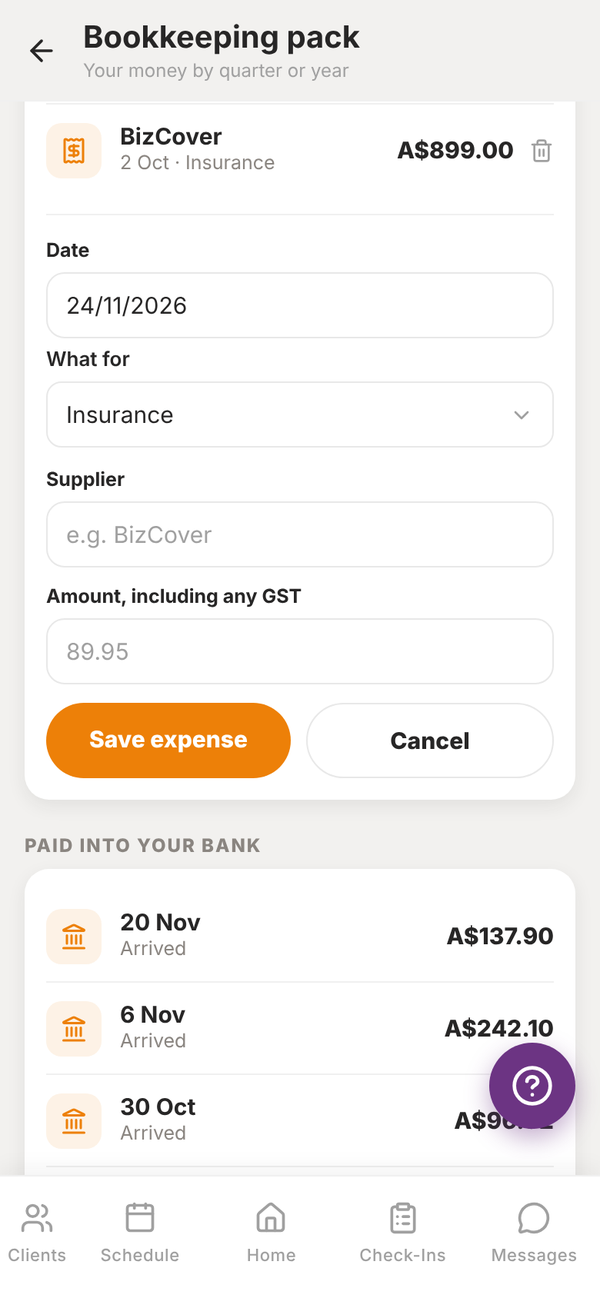 Bookkeeping pack
Your money by quarter or year
BizCover
2 Oct · Insurance
A$899.00
Date
24/11/2026
What for
Insurance
Supplier
e.g. BizCover
Amount, including any GST
89.95
Save expense
Cancel
PAID INTO YOUR BANK
20 Nov
Arrived
A$137.90
6 Nov
Arrived
A$242.10
30 Oct
Arrived
Clients
Schedule
Home
Check-Ins
Messages